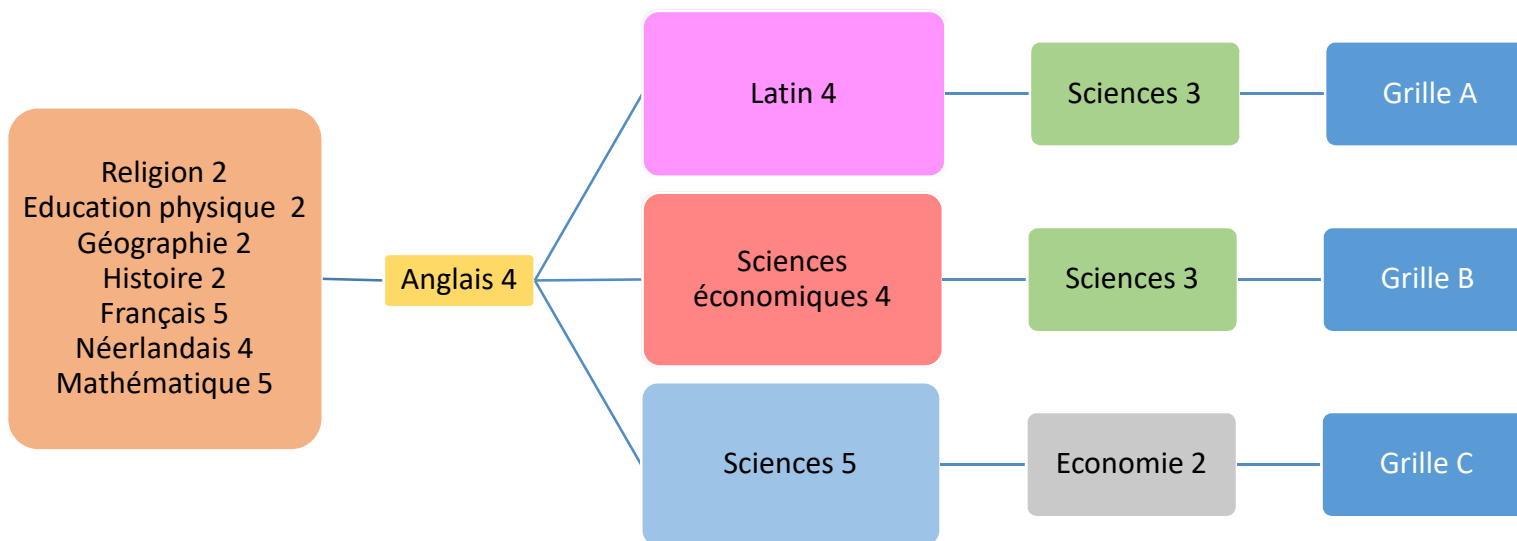 Religion 2
Education physique 2
Géographie 2
Histoire 2
Français 5
Néerlandais 4
Mathématique 5
Anglais 4
Latin 4
Sciences 3
Grille A
Sciences
économiques 4
Sciences 3
Grille B
Sciences 5
Economie 2
Grille C